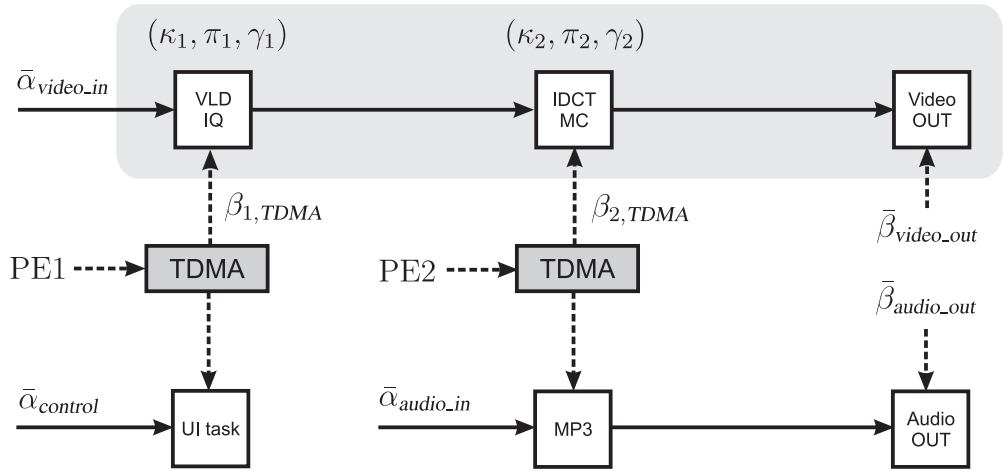 (κ1, π1, γ1)
(κ2, π2, γ2)
ᾱvideo_in
VLD
IQ
IDCT
MC
Video
OUT
β1,TDMA
β2,TDMA
β̄video_out
PE1
TDMA
PE2
TDMA
β̄audio_out
ᾱcontrol
UI task
ᾱaudio_in
MP3
Audio
OUT